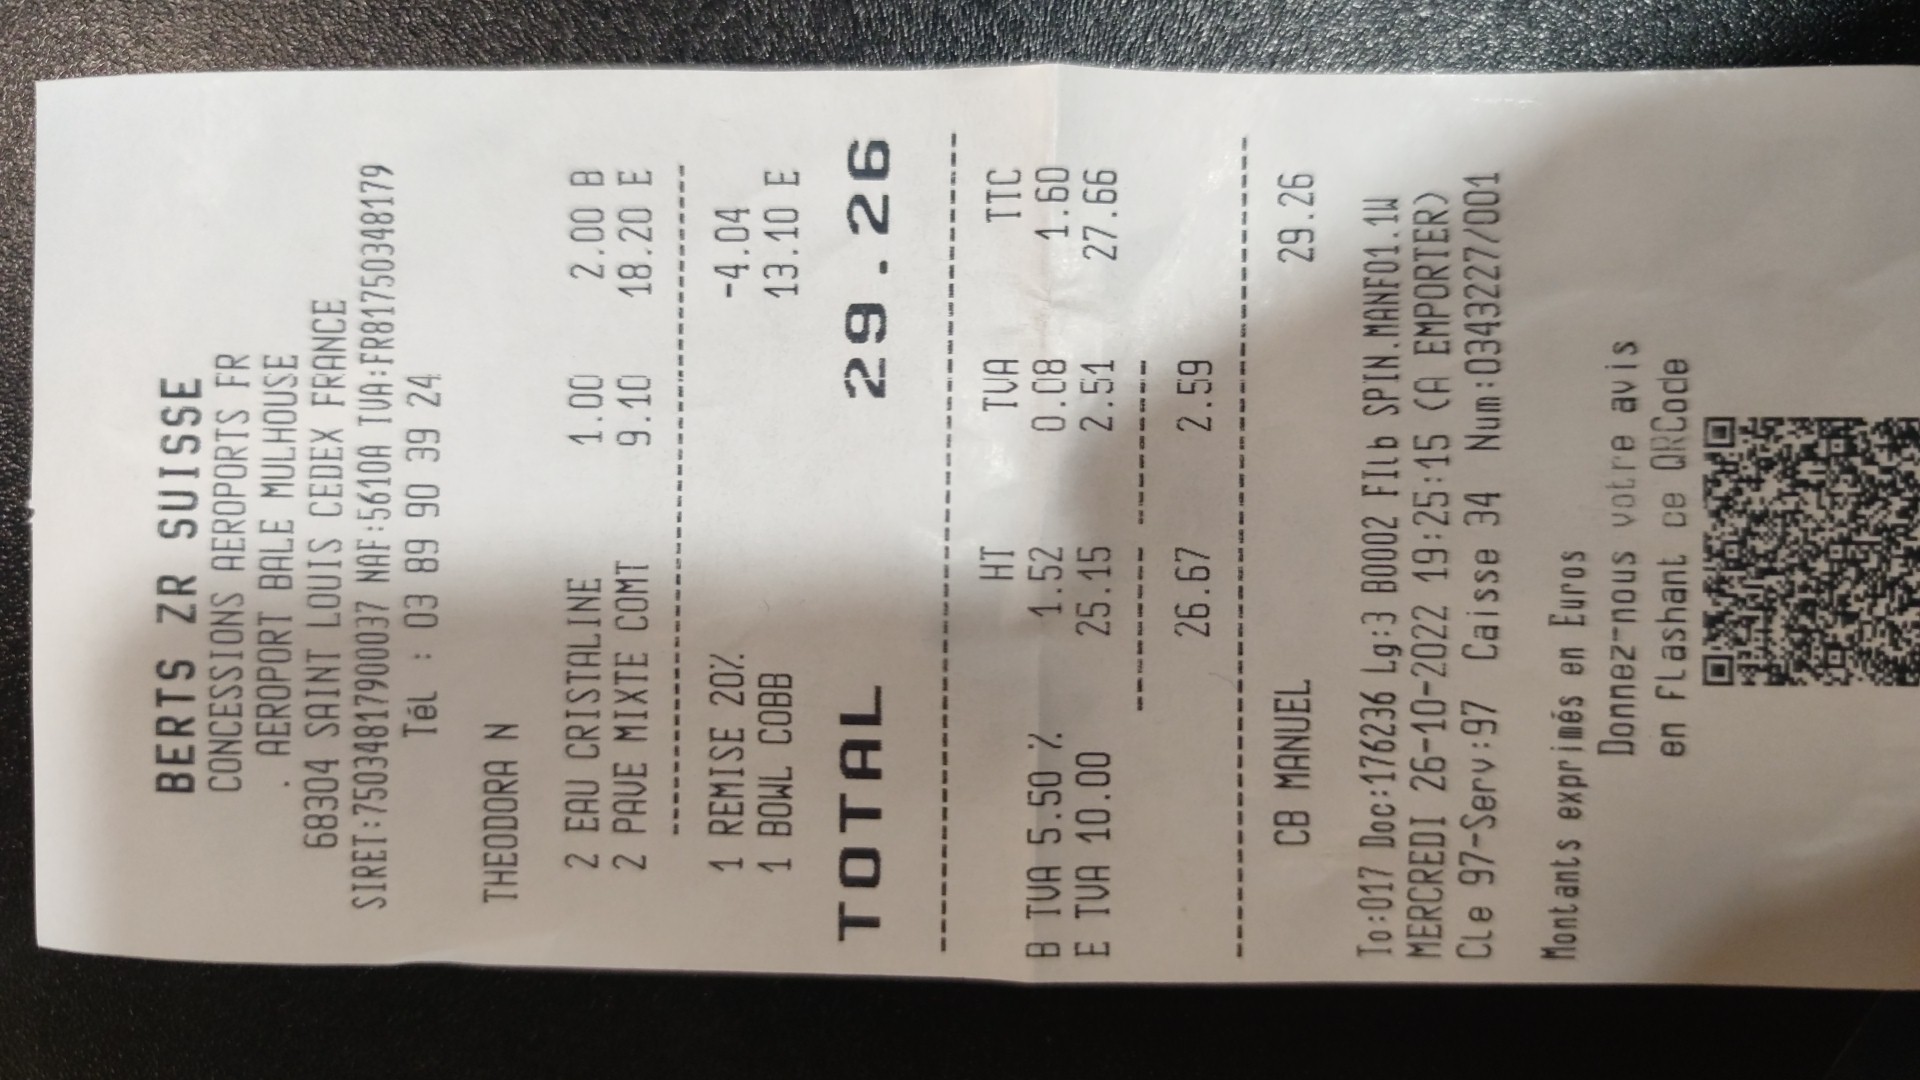 BERTS ZR SUISSE
CONCESSIONS AEROPORTS FR
. AEROPORT BALE MULHOUSE
68304 SAINT LOUIS CEDEX FRANCE
SIRET:75034817900037 NAF:5610A TVA:FR81750348179
Tél : 03 89 90 39 24
THEODORA N
2 EAU CRISTALINE 1.00 2.00 B
2 PAVE MIXTE COMT 9.10 18.20 E
1 REMISE 20% -4.04
1 BOWL COBB 13.10 E
TOTAL 29.26
HT TVA TTC
B TVA 5.50 % 1.52 0.08 1.60
E TVA 10.00 25.15 2.51 27.66
26.67 2.59
CB MANUEL 29.26
To:017 Doc:176236 Lg:3 B0002 FIlb SPIN.MANF01.1W
MERCREDI 26-10-2022 19:25:15 (A EMPORTER)
Cle 97-Serv:97 Caisse 34 Num:0343227/001
Montants exprimés en Euros
Donnez-nous votre avis
en flashant ce QRCode